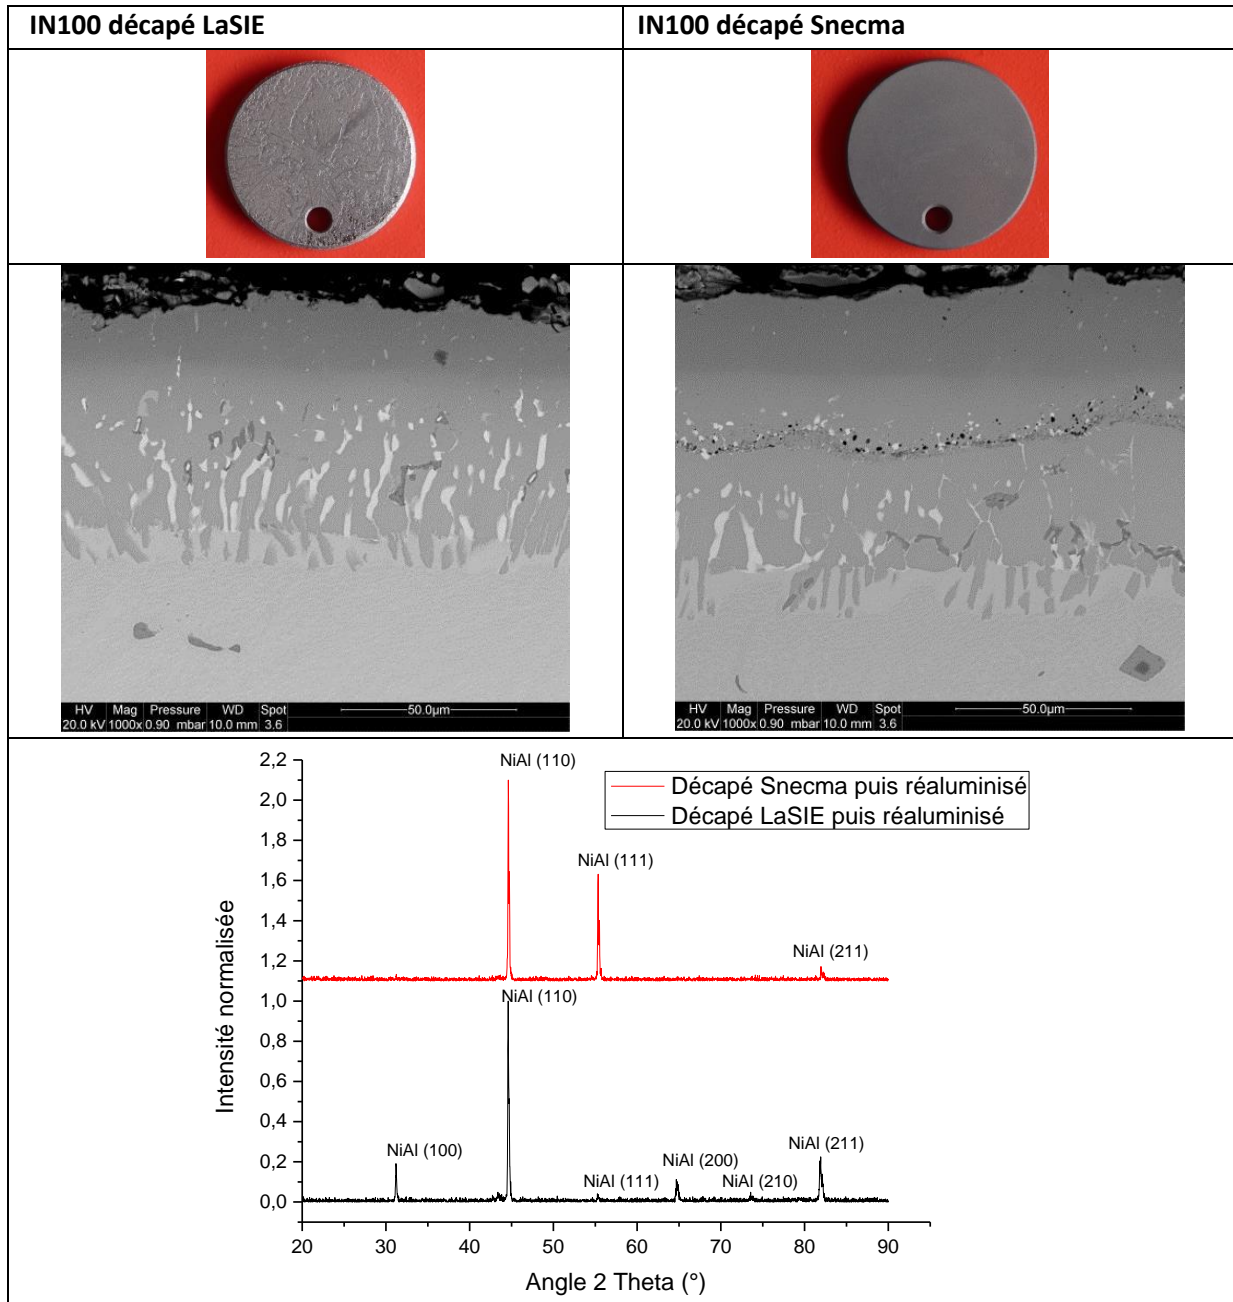 IN100 décapé LaSIE
IN100 décapé Snecma
HV Mag Pressure WD Spot
20.0 kV 1000x 0.90 mbar 10.0 mm 3.6
50.0µm
HV Mag Pressure WD Spot
20.0 kV 1000x 0.90 mbar 10.0 mm 3.6
50.0µm
NiAl (110)
Décapé Snecma puis réaluminisé
Décapé LaSIE puis réaluminisé
NiAl (111)
NiAl (211)
NiAl (110)
NiAl (100)
NiAl (111)
NiAl (200)
NiAl (210)
NiAl (211)
2,2
2,0
1,8
1,6
1,4
1,2
1,0
0,8
0,6
0,4
0,2
0,0
Intensité normalisée
20 30 40 50 60 70 80 90
Angle 2 Theta (°)